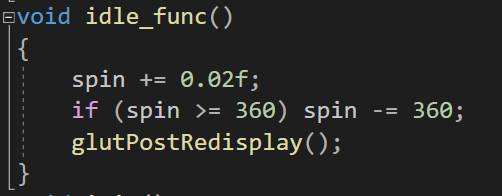 void idle_func()
{
spin += 0.02f;
if (spin >= 360) spin -= 360;
glutPostRedisplay();
}